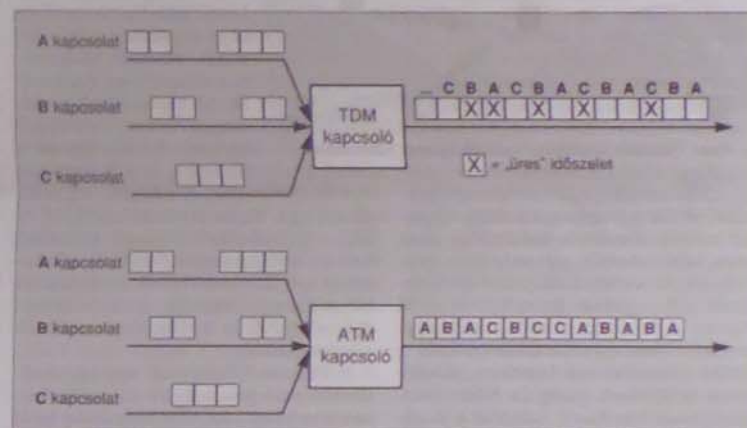 A kapcsolat
B kapcsolat
C kapcsolat
TDM
kapcsoló
... C B A C B A C B A C B A
X X X X X
X = „üres” időszelet
A kapcsolat
B kapcsolat
C kapcsolat
ATM
kapcsoló
A B A C B C C A B A B A